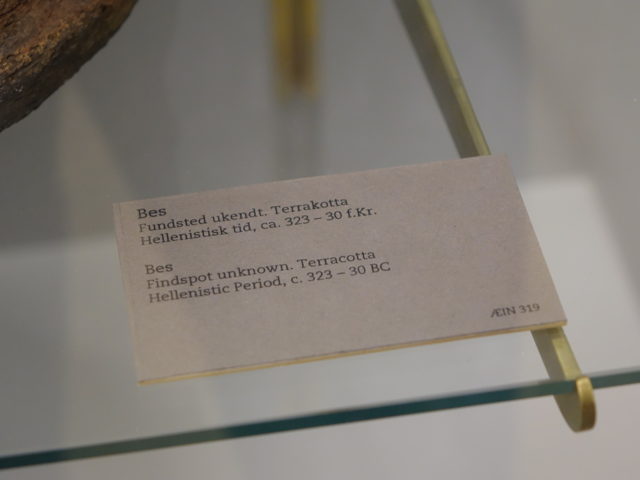 Bes
Fundsted ukendt. Terrakotta
Hellenistisk tid, ca. 323 – 30 f.Kr.
Bes
Findspot unknown. Terracotta
Hellenistic Period, c. 323 – 30 BC
ÆIN 319